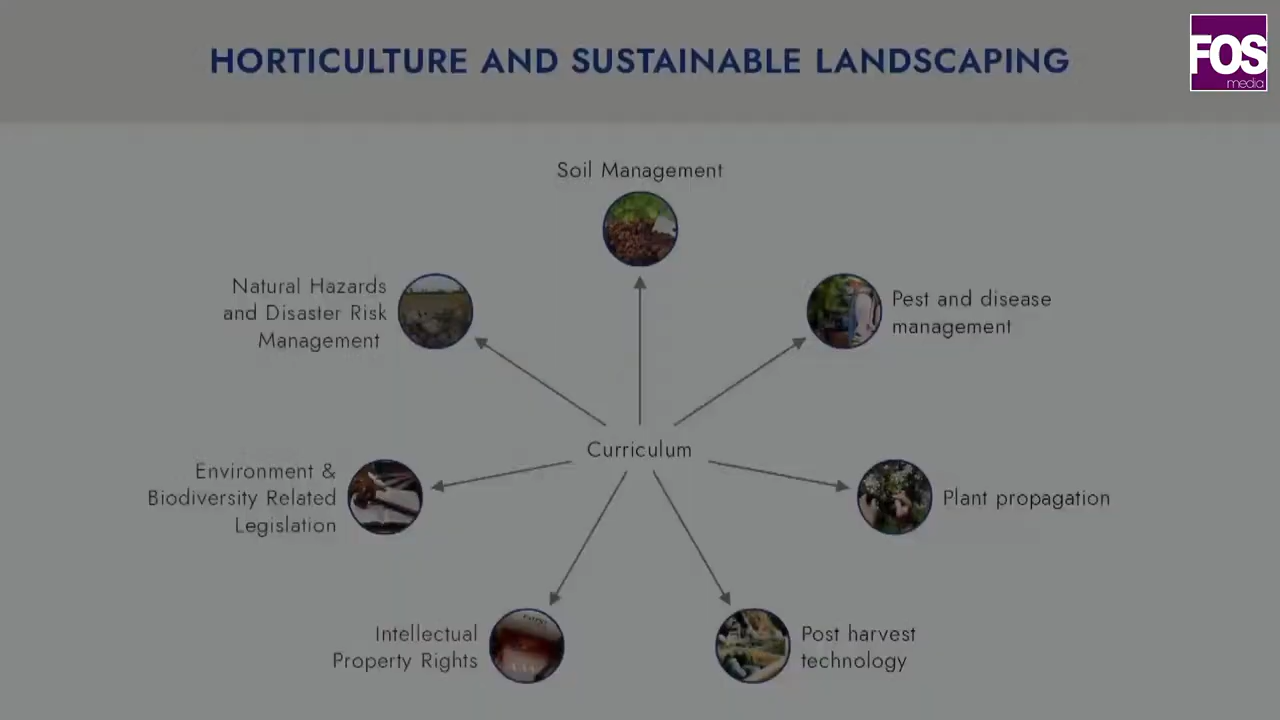 HORTICULTURE AND SUSTAINABLE LANDSCAPING
FOS
media
Soil Management
Natural Hazards
and Disaster Risk
Management
Pest and disease
management
Curriculum
Environment &
Biodiversity Related
Legislation
Plant propagation
Intellectual
Property Rights
Post harvest
technology